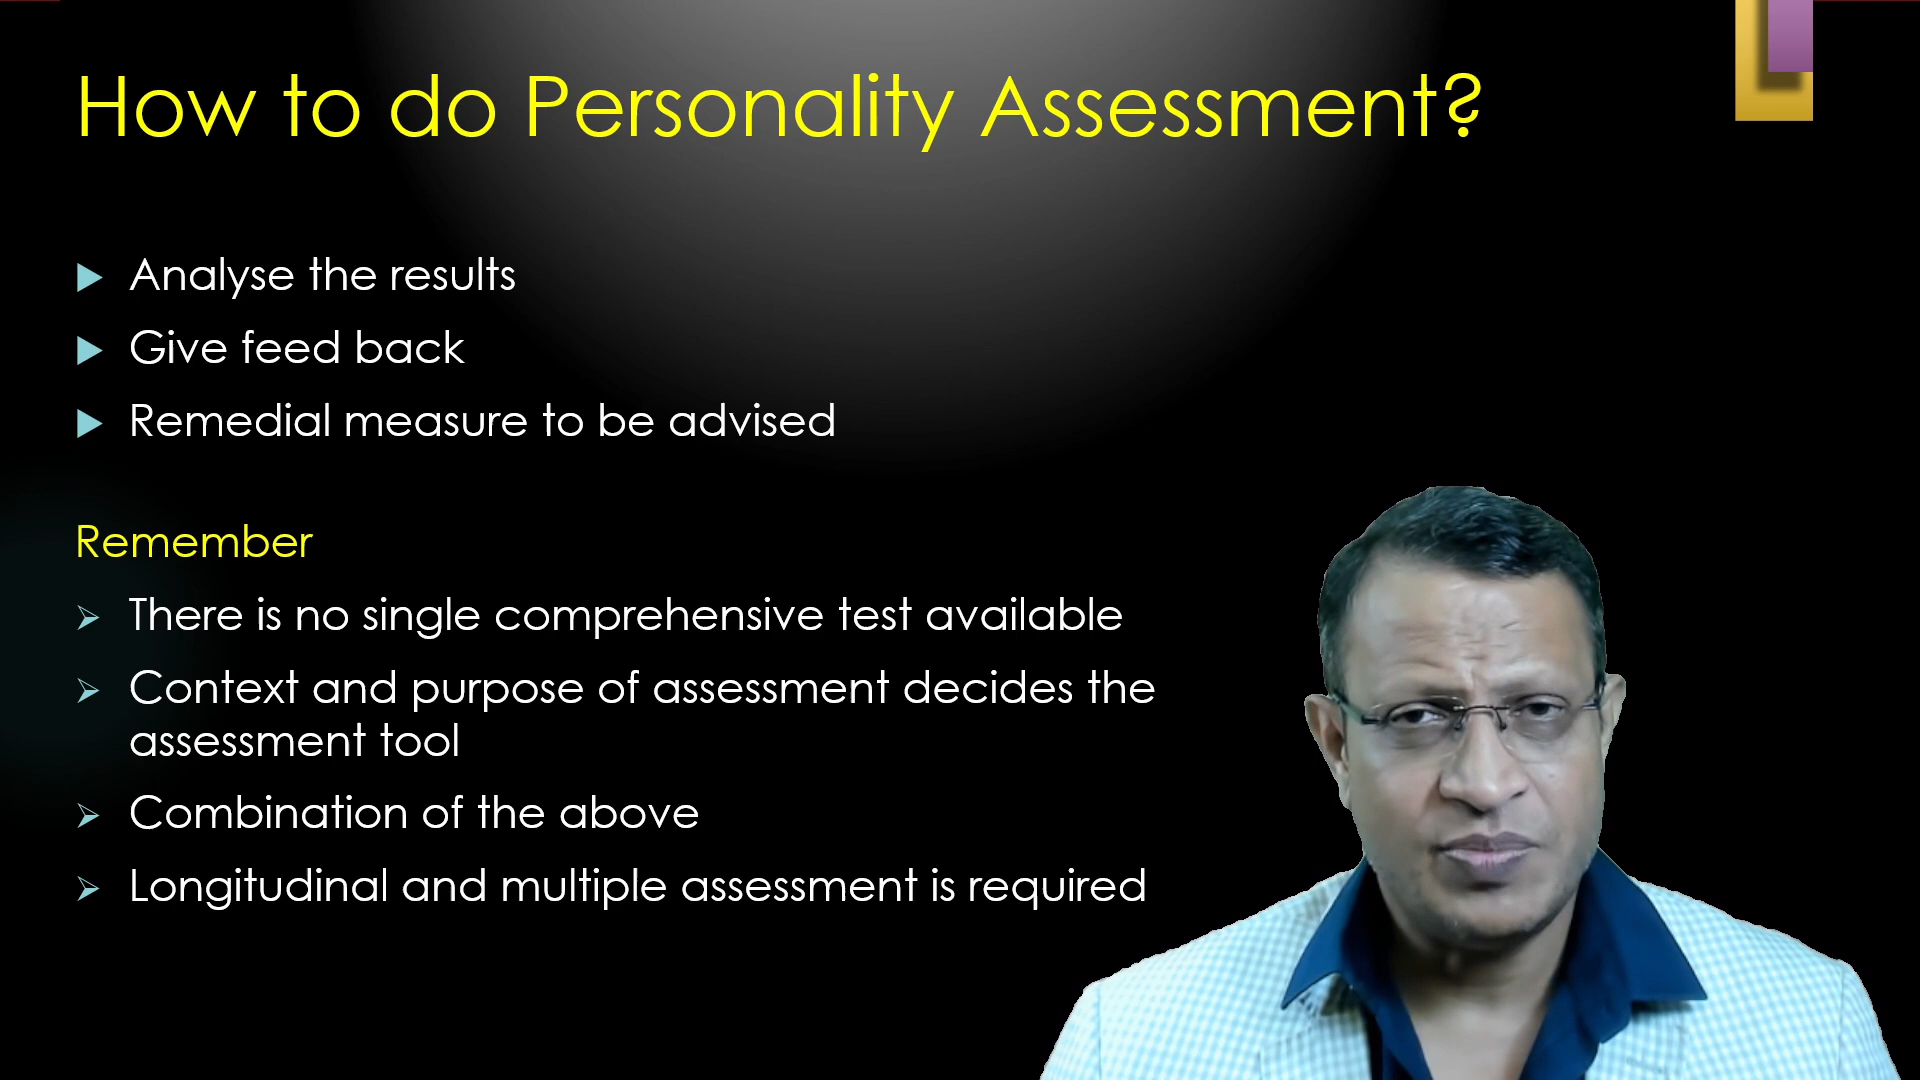 How to do Personality Assessment?
Analyse the results
Give feed back
Remedial measure to be advised
Remember
There is no single comprehensive test available
Context and purpose of assessment decides the
assessment tool
Combination of the above
Longitudinal and multiple assessment is required